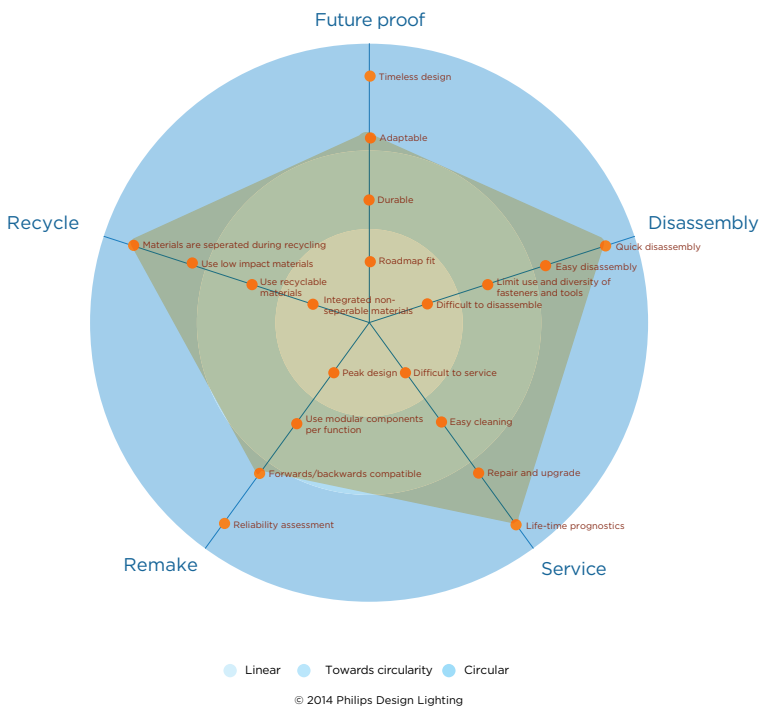 Future proof
Timeless design
Adaptable
Durable
Roadmap fit
Recycle
Materials are seperated during recycling
Use low impact materials
Use recyclable
materials
Integrated non-
seperable materials
Disassembly
Quick disassembly
Easy disassembly
Limit use and diversity of
fasteners and tools
Difficult to disassemble
Peak design
Use modular components
per function
Forwards/backwards compatible
Reliability assessment
Remake
Difficult to service
Easy cleaning
Repair and upgrade
Life-time prognostics
Service
Linear
Towards circularity
Circular
© 2014 Philips Design Lighting